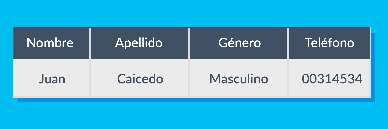 Nombre Apellido Género Teléfono
Juan Caicedo Masculino 00314534